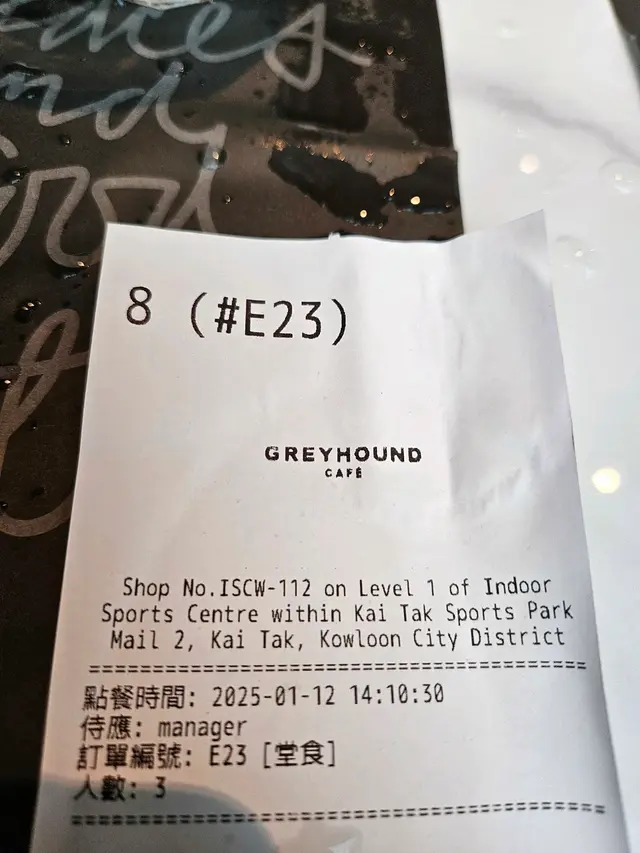 and
8 (#E23)
GREYHOUND
CAFÉ
Shop No.ISCW-112 on Level 1 of Indoor
Sports Centre within Kai Tak Sports Park
Mail 2, Kai Tak, Kowloon City District
點餐時間: 2025-01-12 14:10:30
侍應: manager
訂單編號: E23 [堂食]
人數: 3